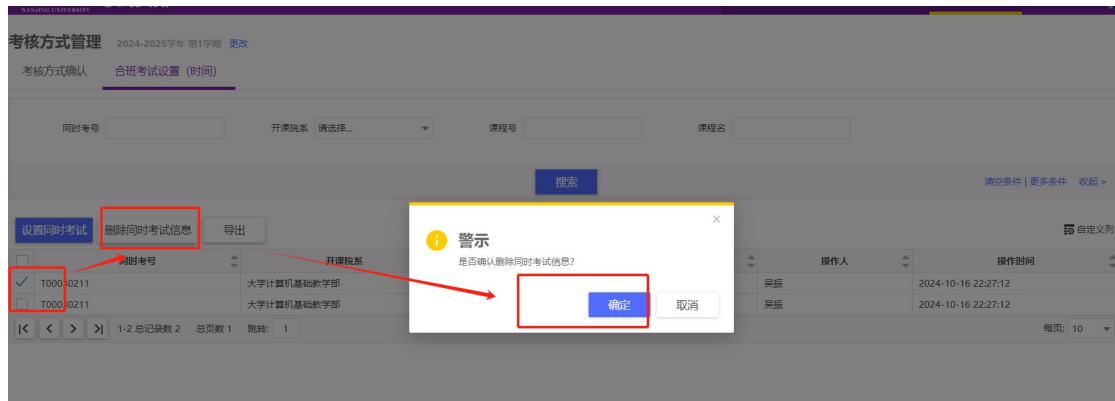 NANJING UNIVERSITY
考核方式管理 2024-2025学年 第1学期 更改
考核方式确认 合班考试设置（时间）
同时考号 开课院系 请选择... 课程号 课程名
搜索
清空条件 | 更多条件 收起 >
设置同时考试 删除同时考试信息 导出
自定义列
警示
是否确认删除同时考试信息?
确定 取消
同时考号 开课院系 操作人 操作时间
T00030211 大学计算机基础教学部 吴振 2024-10-16 22:27:12
T00030211 大学计算机基础教学部 吴振 2024-10-16 22:27:12
1-2 总记录数 2 总页数 1 跳转: 1 每页: 10